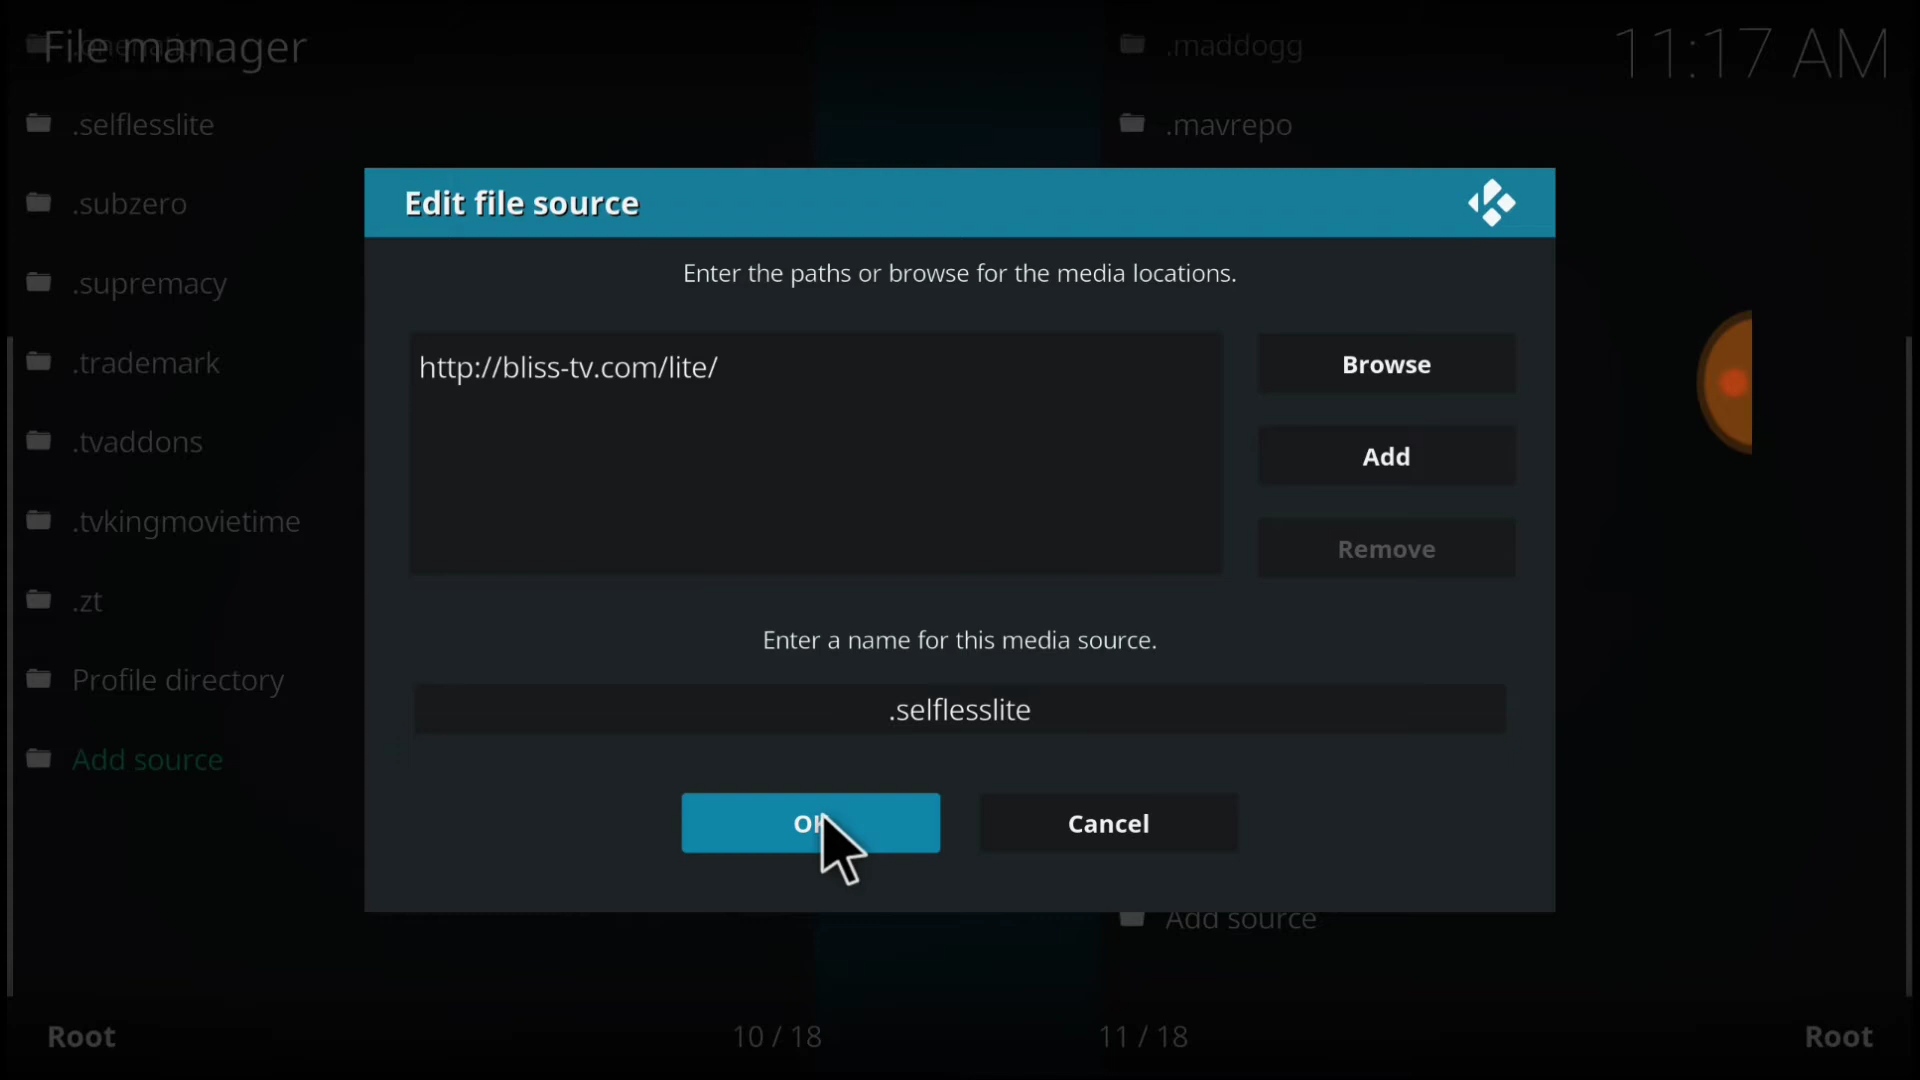 File manager
11:17 AM
.selflesslite
.subzero
.supremacy
.trademark
.tvaddons
.tvkingmovietime
.zt
Profile directory
Add source
Edit file source
Enter the paths or browse for the media locations.
http://bliss-tv.com/lite/
Browse
Add
Remove
Enter a name for this media source.
.selflesslite
OK
Cancel
.maddogg
.mavrepo
Add source
Root
10 / 18
11 / 18
Root